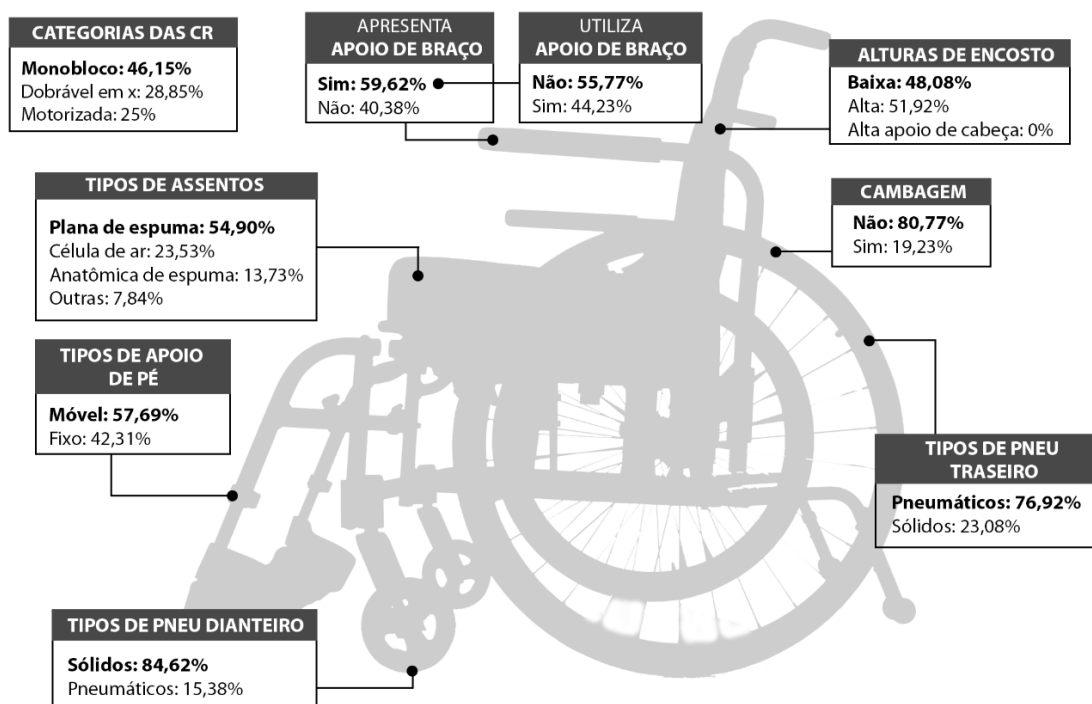 CATEGORIAS DAS CR
Monobloco: 46,15%
Dobrável em x: 28,85%
Motorizada: 25%
APRESENTA
APOIO DE BRAÇO
Sim: 59,62%
Não: 40,38%
UTILIZA
APOIO DE BRAÇO
Não: 55,77%
Sim: 44,23%
ALTURAS DE ENCOSTO
Baixa: 48,08%
Alta: 51,92%
Alta apoio de cabeça: 0%
TIPOS DE ASSENTOS
Plana de espuma: 54,90%
Célula de ar: 23,53%
Anatômica de espuma: 13,73%
Outras: 7,84%
CAMBAGEM
Não: 80,77%
Sim: 19,23%
TIPOS DE APOIO
DE PÉ
Móvel: 57,69%
Fixo: 42,31%
TIPOS DE PNEU
TRASEIRO
Pneumáticos: 76,92%
Sólidos: 23,08%
TIPOS DE PNEU DIANTEIRO
Sólidos: 84,62%
Pneumáticos: 15,38%